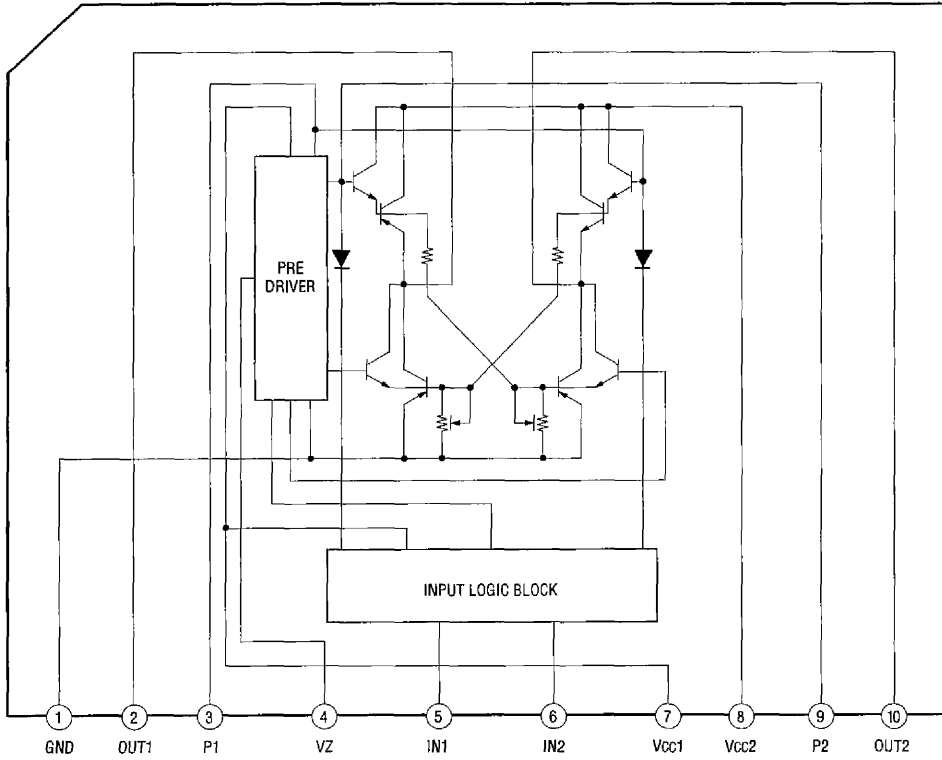 PRE
DRIVER
INPUT LOGIC BLOCK
1 2 3 4 5 6 7 8 9 10
GND OUT1 P1 VZ IN1 IN2 Vcc1 Vcc2 P2 OUT2